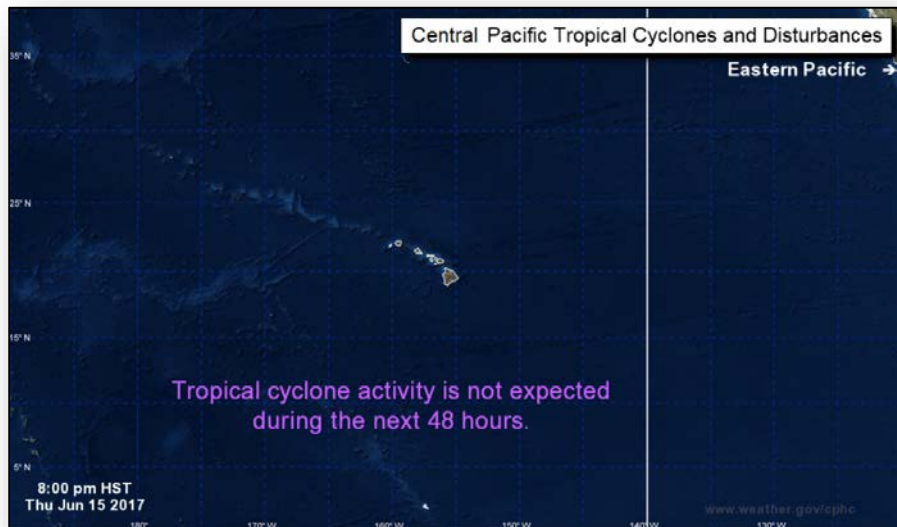 Central Pacific Tropical Cyclones and Disturbances
35° N
Eastern Pacific →
25° N
15° N
Tropical cyclone activity is not expected
during the next 48 hours.
5° N
8:00 pm HST
Thu Jun 15 2017
www.weather.gov/cphc
180°
170° W
160° W
150° W
140° W
130° W